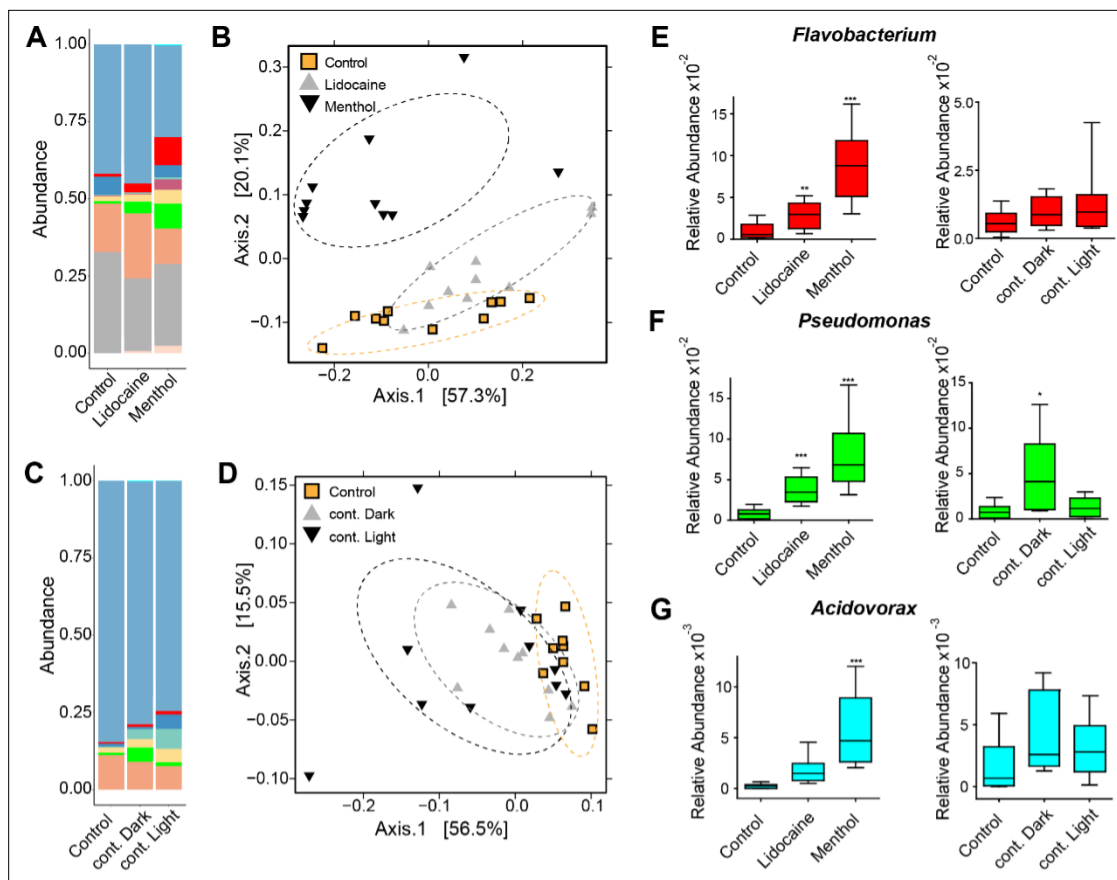 A
1.00
0.75
0.50
0.25
0.00
Abundance
Control
Lidocaine
Menthol
B
Control
Lidocaine
Menthol
0.3
0.2
0.1
0.0
−0.1
Axis.2 [20.1%]
−0.2
0.0
0.2
Axis.1 [57.3%]
C
1.00
0.75
0.50
0.25
0.00
Abundance
Control
cont. Dark
cont. Light
D
Control
cont. Dark
cont. Light
0.15
0.05
0.00
−0.05
−0.10
Axis.2 [15.5%]
−0.2
−0.1
0.0
0.1
Axis.1 [56.5%]
E
Flavobacterium
Relative Abundance x10-2
10
5
0
**
***
Control
Lidocaine
Menthol
Relative Abundance x10-2
5.0
2.5
0.0
Control
cont. Dark
cont. Light
F
Pseudomonas
Relative Abundance x10-2
15
10
5
0
***
***
Control
Lidocaine
Menthol
Relative Abundance x10-2
15
10
5
0
*
Control
cont. Dark
cont. Light
G
Acidovorax
Relative Abundance x10-3
10
5
0
***
Control
Lidocaine
Menthol
Relative Abundance x10-3
10
5
0
Control
cont. Dark
cont. Light